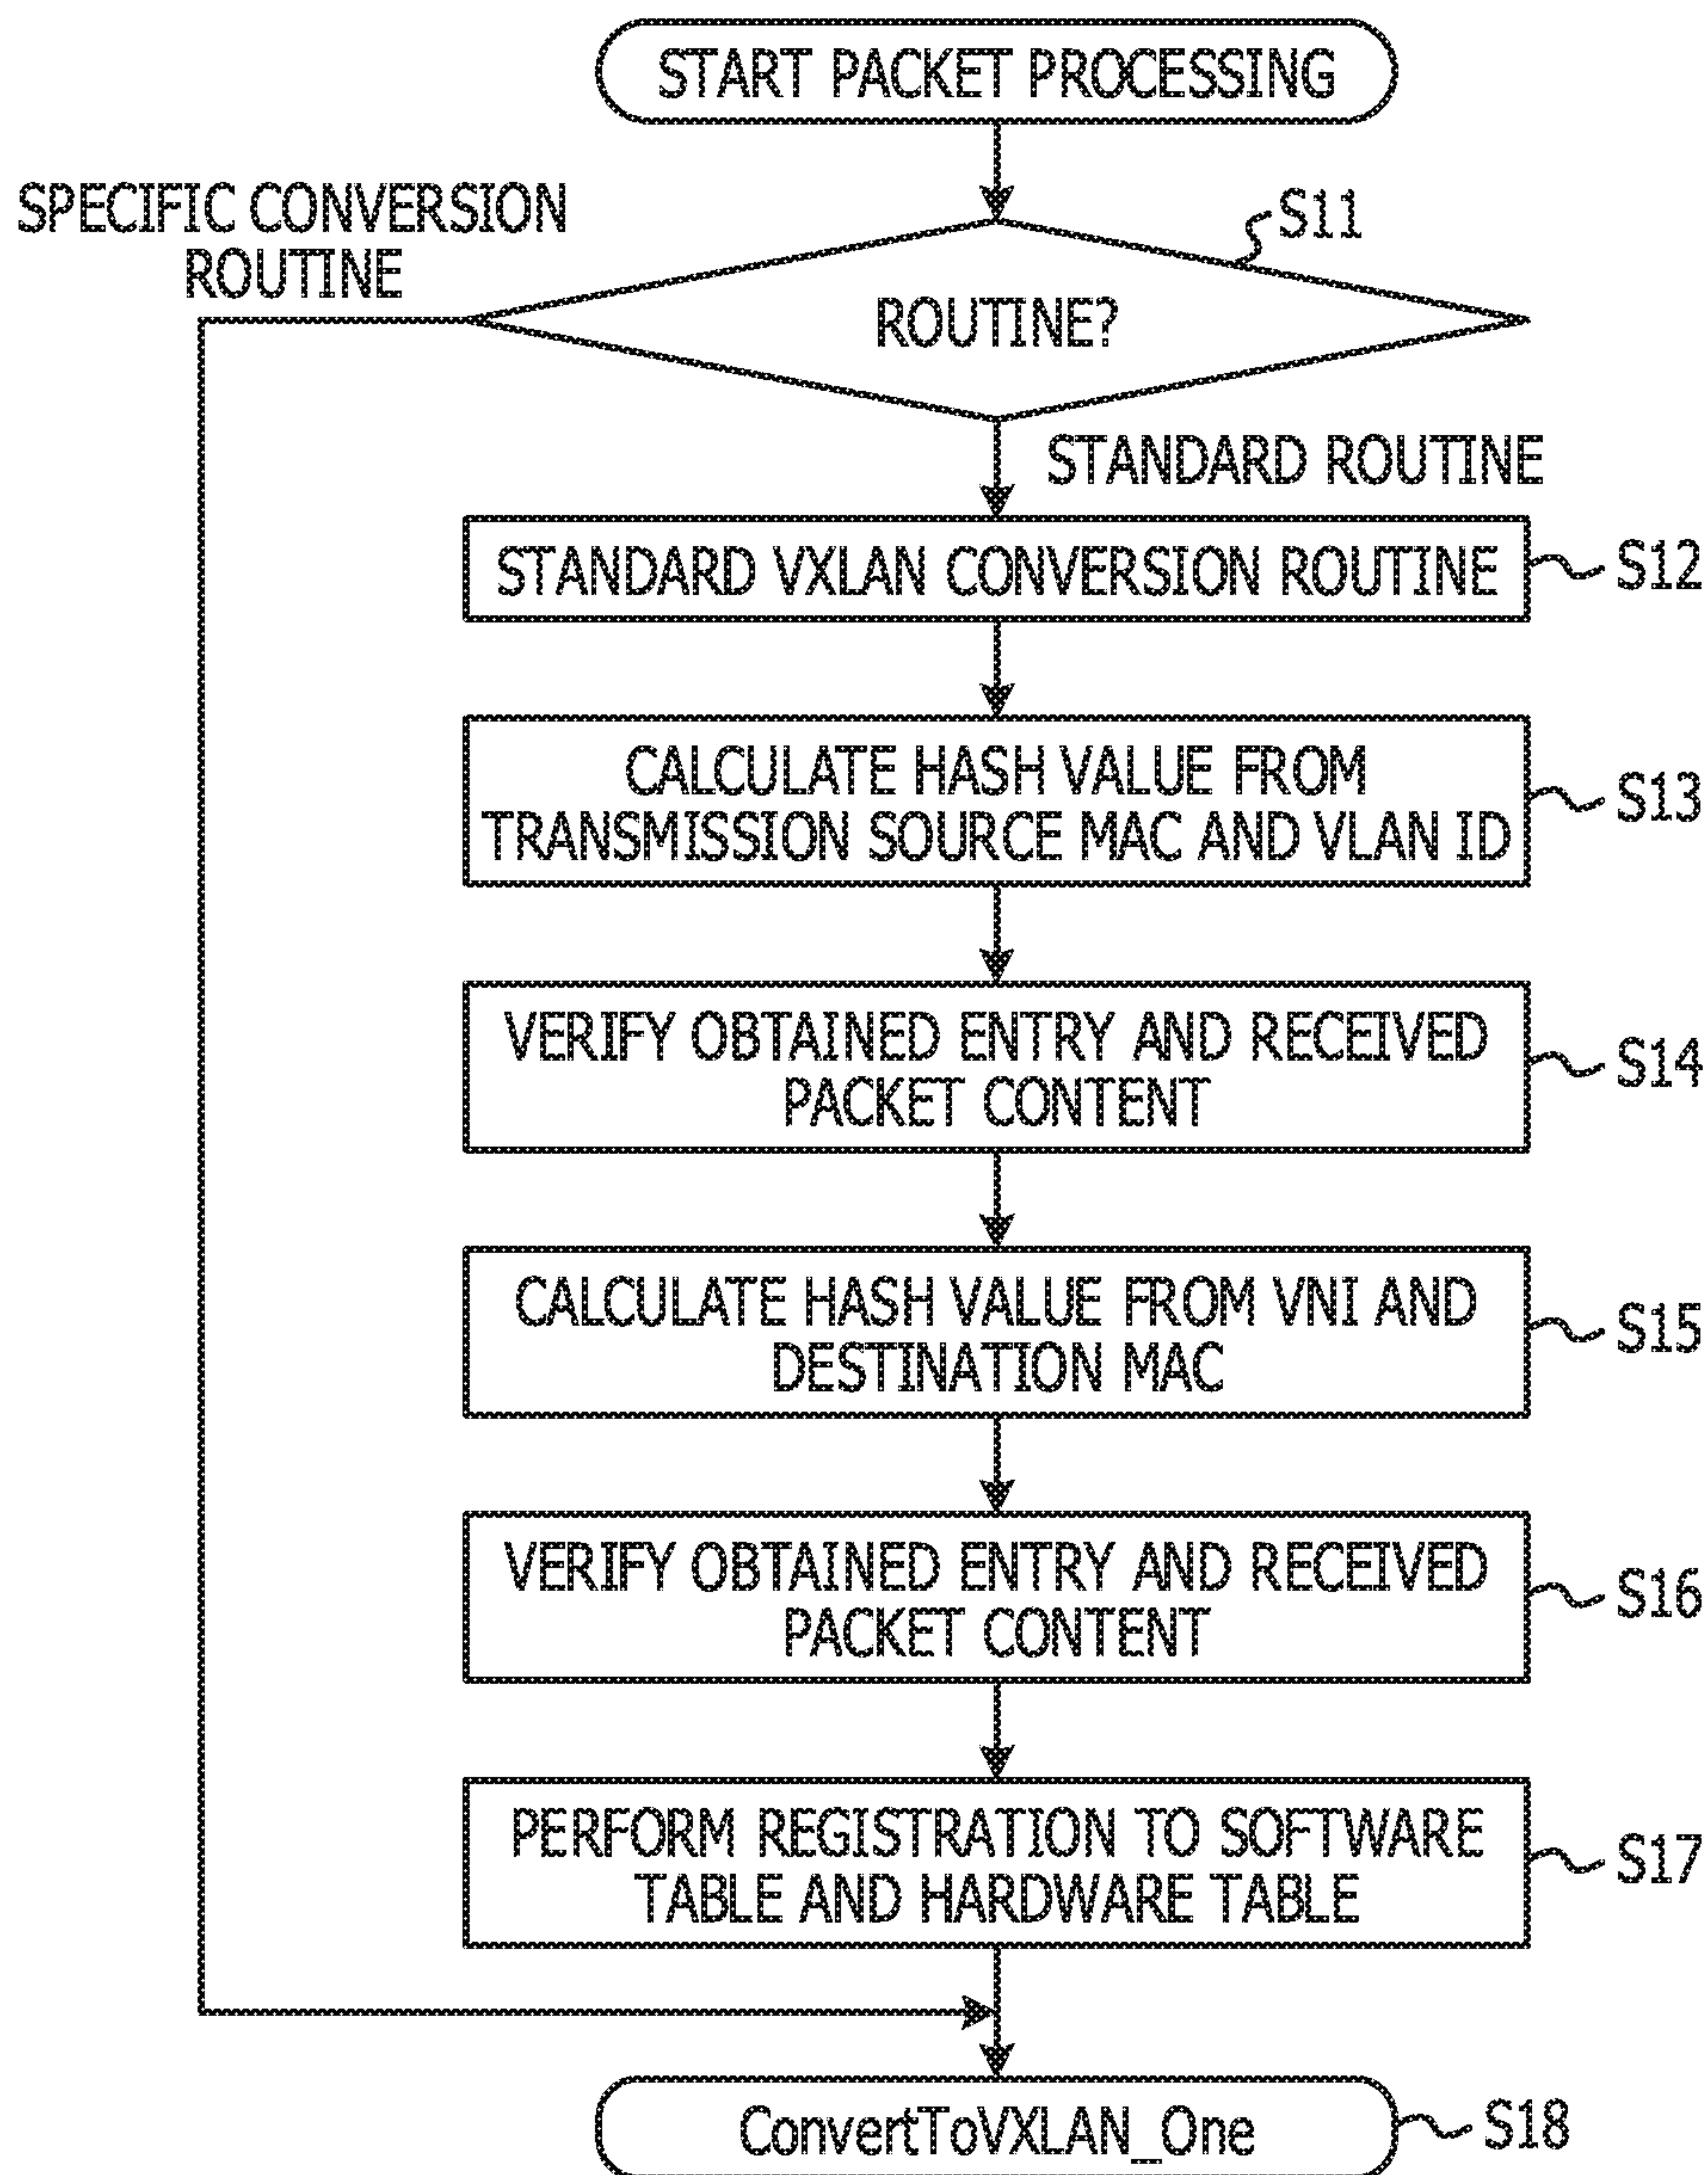 START PACKET PROCESSING
SPECIFIC CONVERSION
ROUTINE
S11
ROUTINE?
STANDARD ROUTINE
STANDARD VXLAN CONVERSION ROUTINE
S12
CALCULATE HASH VALUE FROM
TRANSMISSION SOURCE MAC AND VLAN ID
S13
VERIFY OBTAINED ENTRY AND RECEIVED
PACKET CONTENT
S14
CALCULATE HASH VALUE FROM VNI AND
DESTINATION MAC
S15
VERIFY OBTAINED ENTRY AND RECEIVED
PACKET CONTENT
S16
PERFORM REGISTRATION TO SOFTWARE
TABLE AND HARDWARE TABLE
S17
ConvertToVXLAN_One
S18